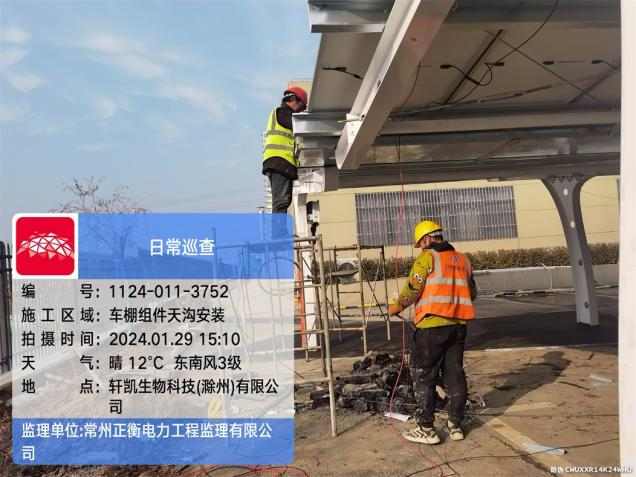 日常巡查
编 号: 1124-011-3752
施工区域: 车棚组件天沟安装
拍摄时间: 2024.01.29 15:10
天 气: 晴 12°C 东南风3级
地 点: 轩凯生物科技(滁州)有限公
司
监理单位:常州正衡电力工程监理有限公
司
防伪 CWUXXR14K24WHU